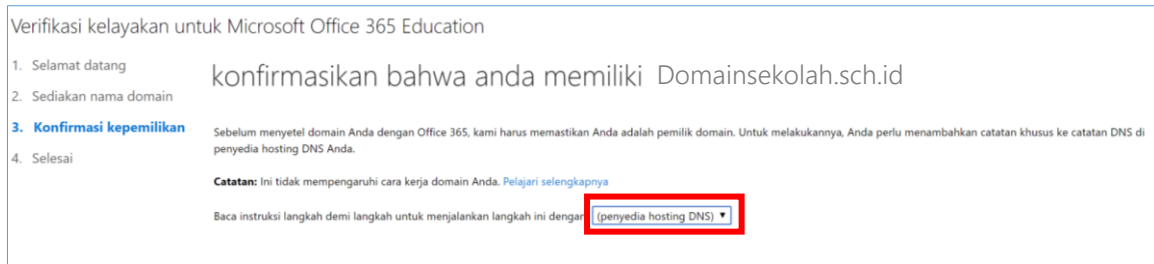 Verifikasi kelayakan untuk Microsoft Office 365 Education
1. Selamat datang
2. Sediakan nama domain
3. Konfirmasi kepemilikan
4. Selesai
konfirmasikan bahwa anda memiliki Domainsekolah.sch.id
Sebelum menyetel domain Anda dengan Office 365, kami harus memastikan Anda adalah pemilik domain. Untuk melakukannya, Anda perlu menambahkan catatan khusus ke catatan DNS di
penyedia hosting DNS Anda.
Catatan: Ini tidak mempengaruhi cara kerja domain Anda. Pelajari selengkapnya
Baca instruksi langkah demi langkah untuk menjalankan langkah ini dengan (penyedia hosting DNS)